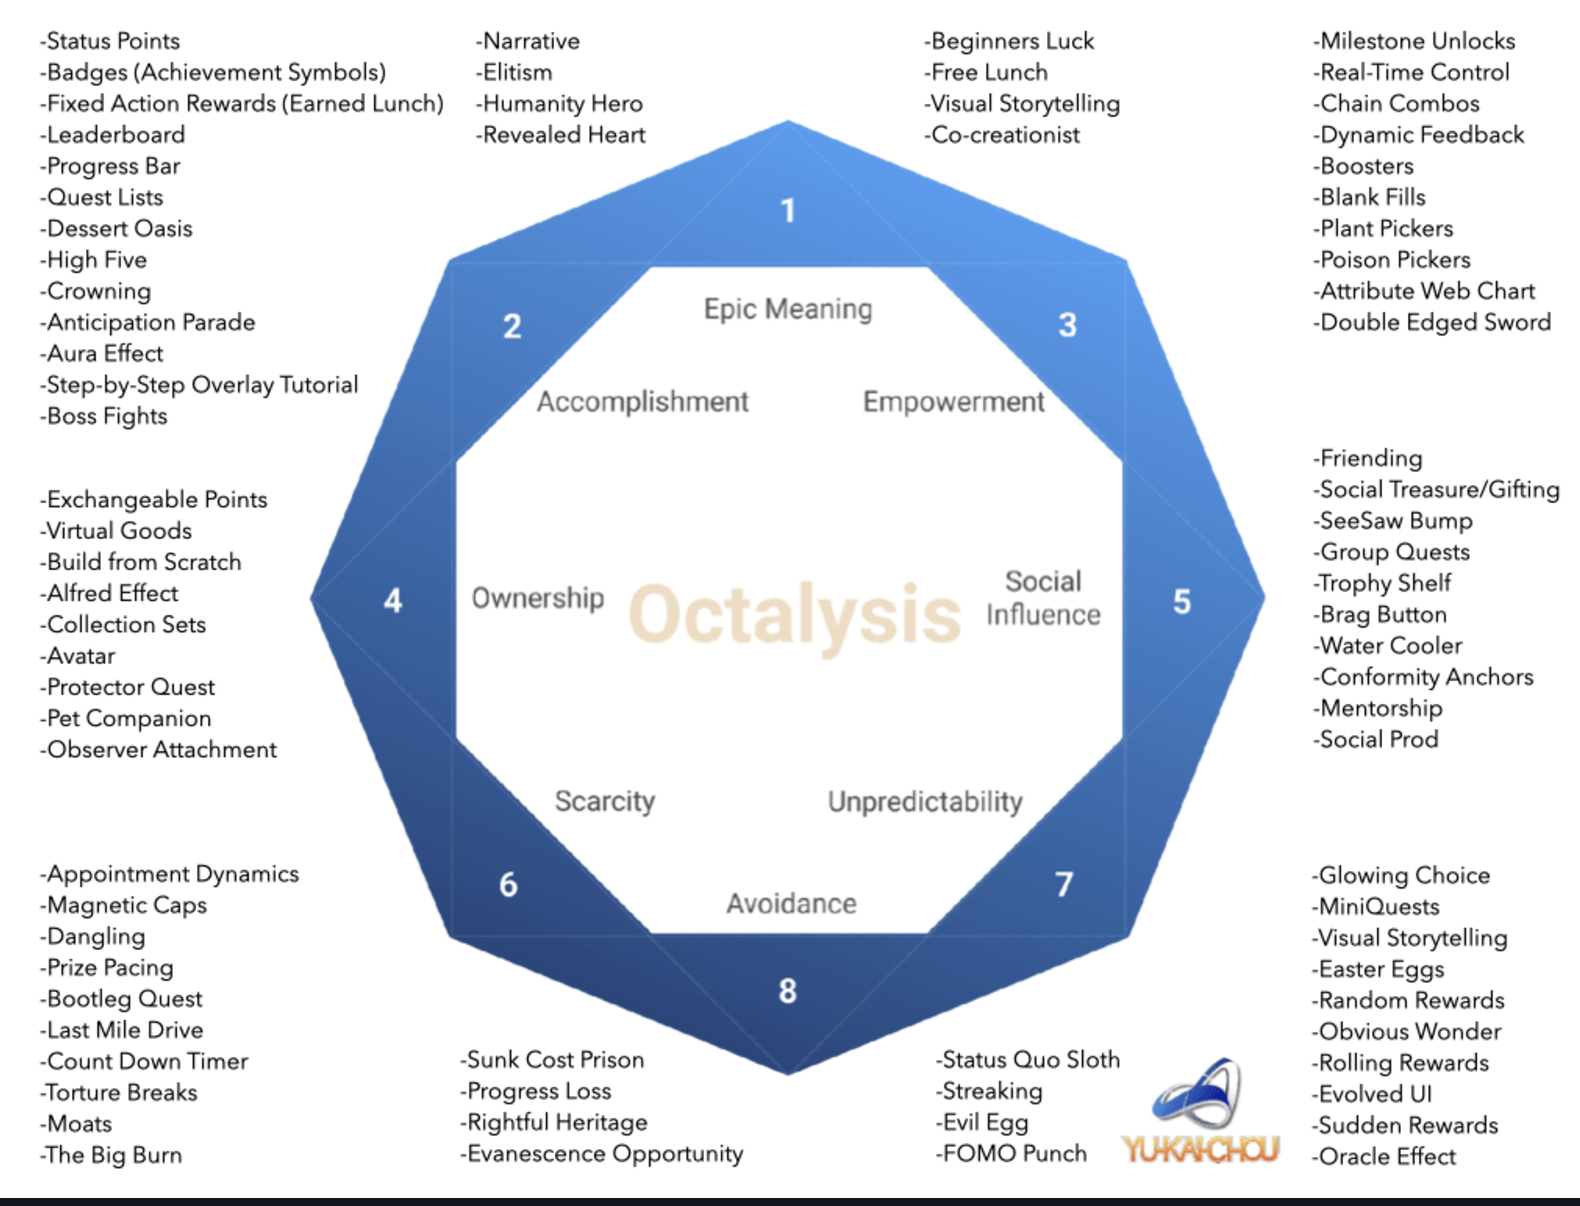 -Status Points
-Badges (Achievement Symbols)
-Fixed Action Rewards (Earned Lunch)
-Leaderboard
-Progress Bar
-Quest Lists
-Dessert Oasis
-High Five
-Crowning
-Anticipation Parade
-Aura Effect
-Step-by-Step Overlay Tutorial
-Boss Fights
-Narrative
-Elitism
-Humanity Hero
-Revealed Heart
-Beginners Luck
-Free Lunch
-Visual Storytelling
-Co-creationist
-Milestone Unlocks
-Real-Time Control
-Chain Combos
-Dynamic Feedback
-Boosters
-Blank Fills
-Plant Pickers
-Poison Pickers
-Attribute Web Chart
-Double Edged Sword
1
2
3
Epic Meaning
Accomplishment
Empowerment
-Exchangeable Points
-Virtual Goods
-Build from Scratch
-Alfred Effect
-Collection Sets
-Avatar
-Protector Quest
-Pet Companion
-Observer Attachment
4
Ownership
Octalysis
Social
Influence
5
-Friending
-Social Treasure/Gifting
-SeeSaw Bump
-Group Quests
-Trophy Shelf
-Brag Button
-Water Cooler
-Conformity Anchors
-Mentorship
-Social Prod
Scarcity
Unpredictability
6
Avoidance
7
8
-Appointment Dynamics
-Magnetic Caps
-Dangling
-Prize Pacing
-Bootleg Quest
-Last Mile Drive
-Count Down Timer
-Torture Breaks
-Moats
-The Big Burn
-Sunk Cost Prison
-Progress Loss
-Rightful Heritage
-Evanescence Opportunity
-Status Quo Sloth
-Streaking
-Evil Egg
-FOMO Punch
YU-KAI-CHOU
-Glowing Choice
-MiniQuests
-Visual Storytelling
-Easter Eggs
-Random Rewards
-Obvious Wonder
-Rolling Rewards
-Evolved UI
-Sudden Rewards
-Oracle Effect